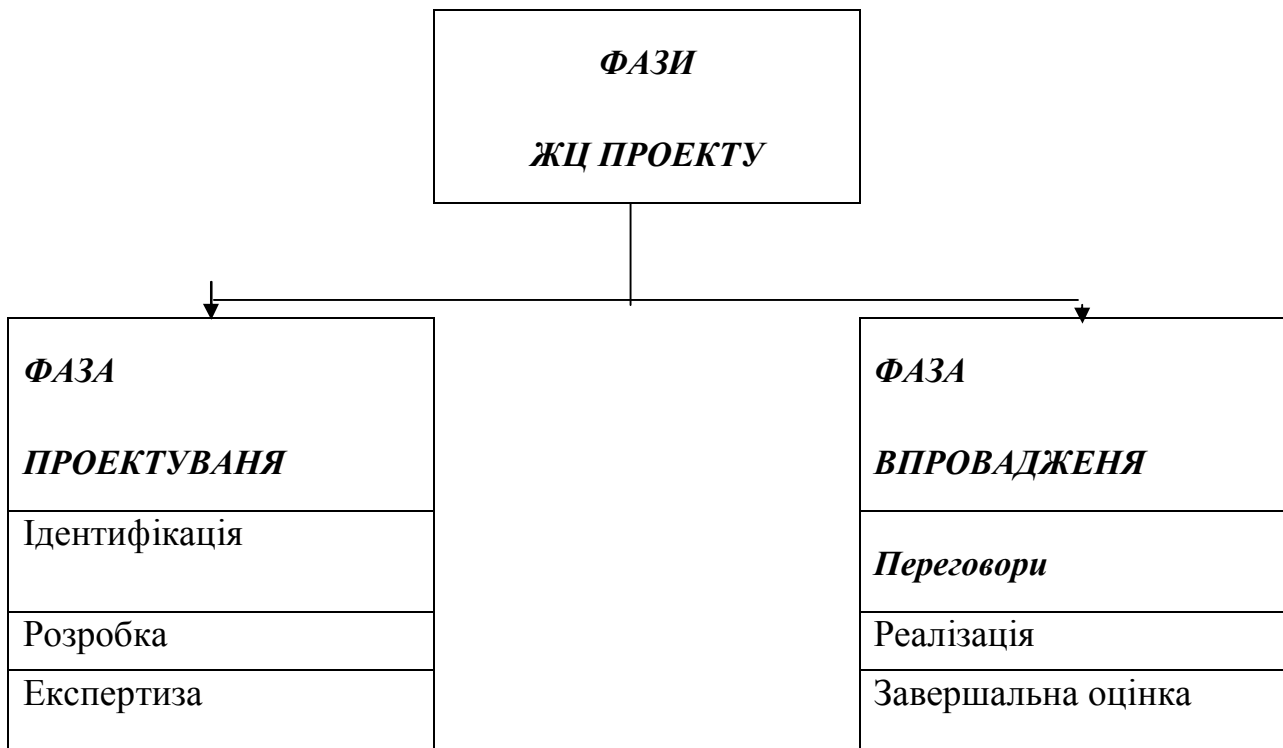 ФАЗИ
ЖЦ ПРОЕКТУ
ФАЗА
ПРОЕКТУВАНЯ
Ідентифікація
Розробка
Експертиза
ФАЗА
ВПРОВАДЖЕНЯ
Переговори
Реалізація
Завершальна оцінка